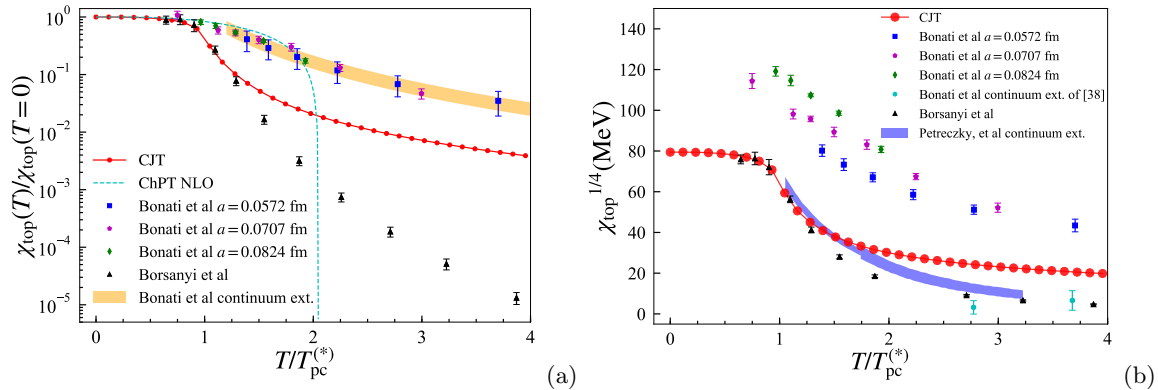 10^0
10^-1
10^-2
10^-3
10^-4
10^-5
χ_top(T)/χ_top(T=0)
CJT
ChPT NLO
Bonati et al a=0.0572 fm
Bonati et al a=0.0707 fm
Bonati et al a=0.0824 fm
Borsanyi et al
Bonati et al continuum ext.
0 1 2 3 4
T/T_pc^(*)
(a)
140
120
100
80
60
40
20
0
χ_top^1/4(MeV)
CJT
Bonati et al a=0.0572 fm
Bonati et al a=0.0707 fm
Bonati et al a=0.0824 fm
Bonati et al continuum ext. of [38]
Borsanyi et al
Petreczky, et al continuum ext.
0 1 2 3 4
T/T_pc^(*)
(b)